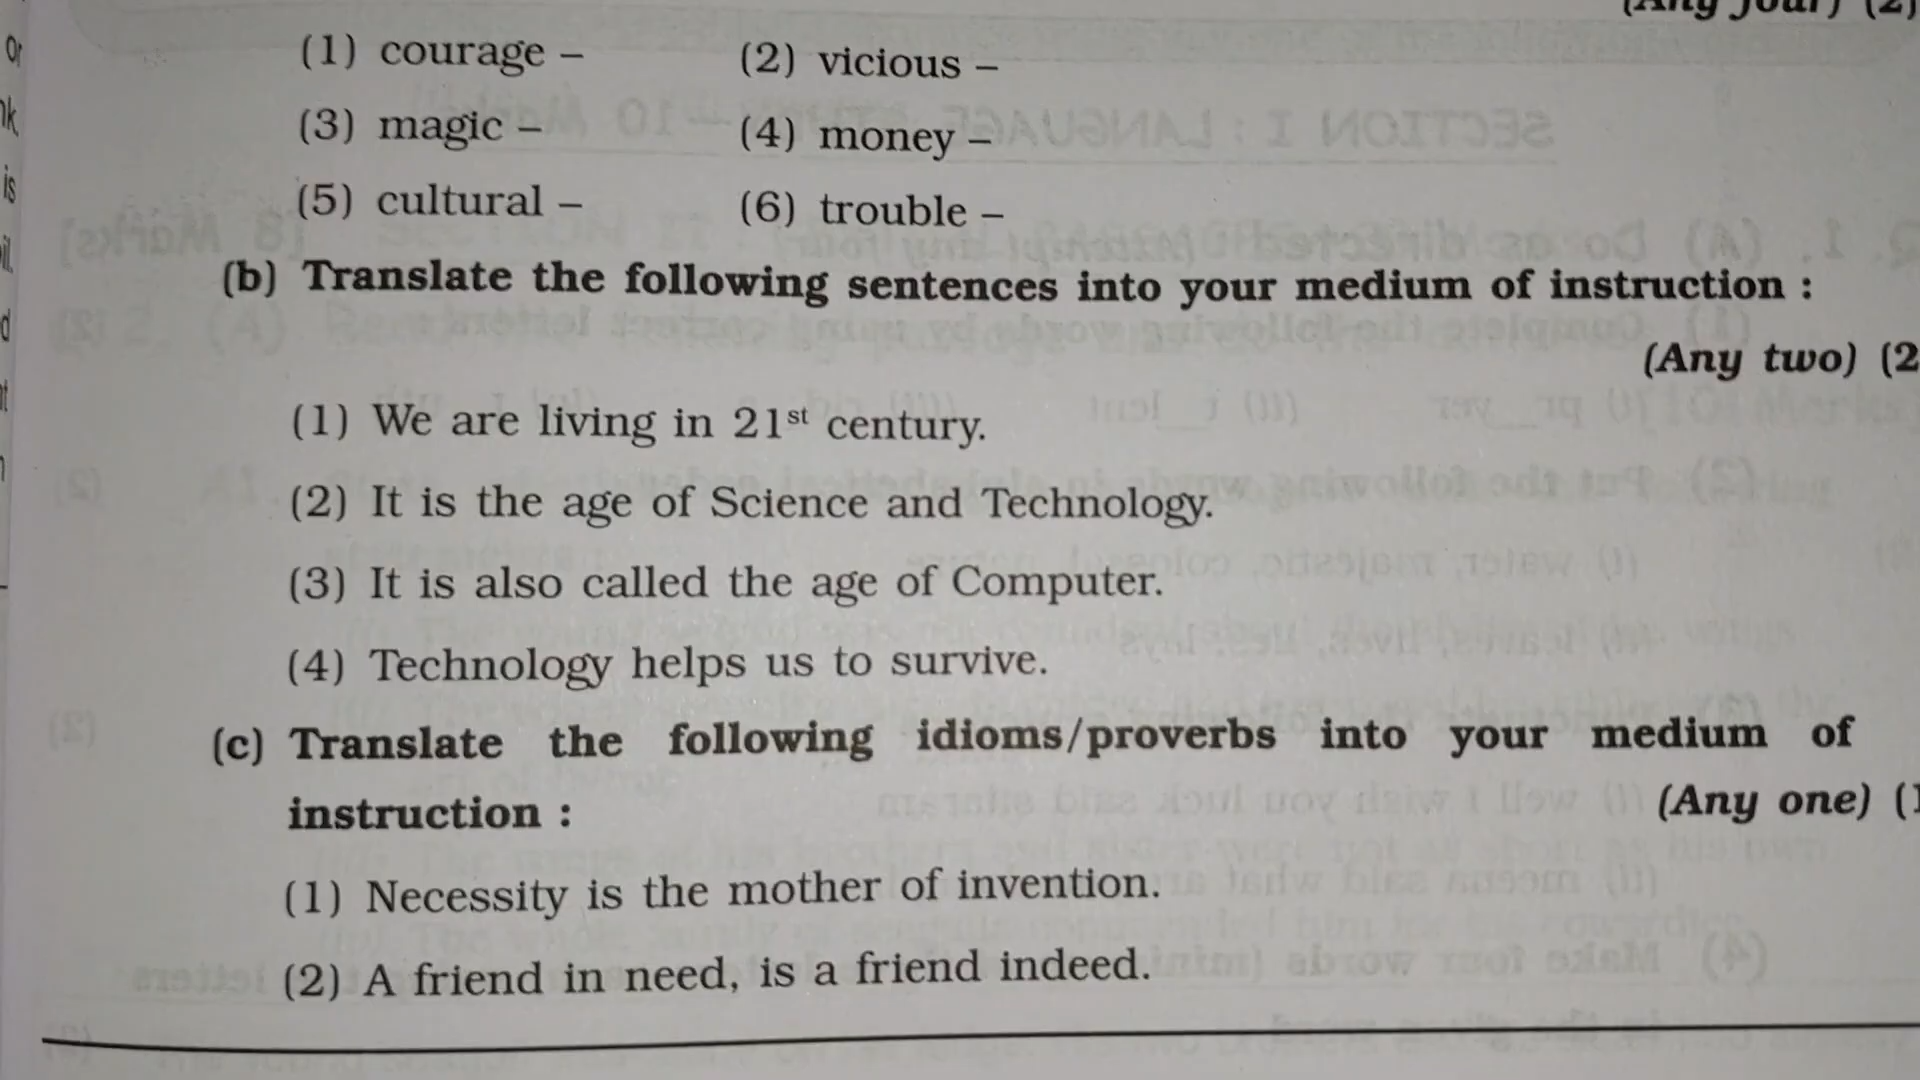 (1) courage –
(2) vicious –
(3) magic –
(4) money –
(5) cultural –
(6) trouble –
(b) Translate the following sentences into your medium of instruction :
(Any two) (2
(1) We are living in 21st century.
(2) It is the age of Science and Technology.
(3) It is also called the age of Computer.
(4) Technology helps us to survive.
(c) Translate the following idioms/proverbs into your medium of
instruction :
(Any one) (1
(1) Necessity is the mother of invention.
(2) A friend in need, is a friend indeed.